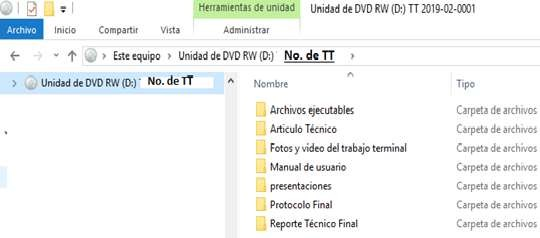 Herramientas de unidad
Unidad de DVD RW (D:) TT 2019-02-0001
Archivo
Inicio
Compartir
Vista
Administrar
Este equipo
Unidad de DVD RW (D:)
No. de TT
Unidad de DVD RW (D:)
No. de TT
Nombre
Tipo
Archivos ejecutables
Carpeta de archivos
Articulo Técnico
Carpeta de archivos
Fotos y video del trabajo terminal
Carpeta de archivos
Manual de usuario
Carpeta de archivos
presentaciones
Carpeta de archivos
Protocolo Final
Carpeta de archivos
Reporte Técnico Final
Carpeta de archivos